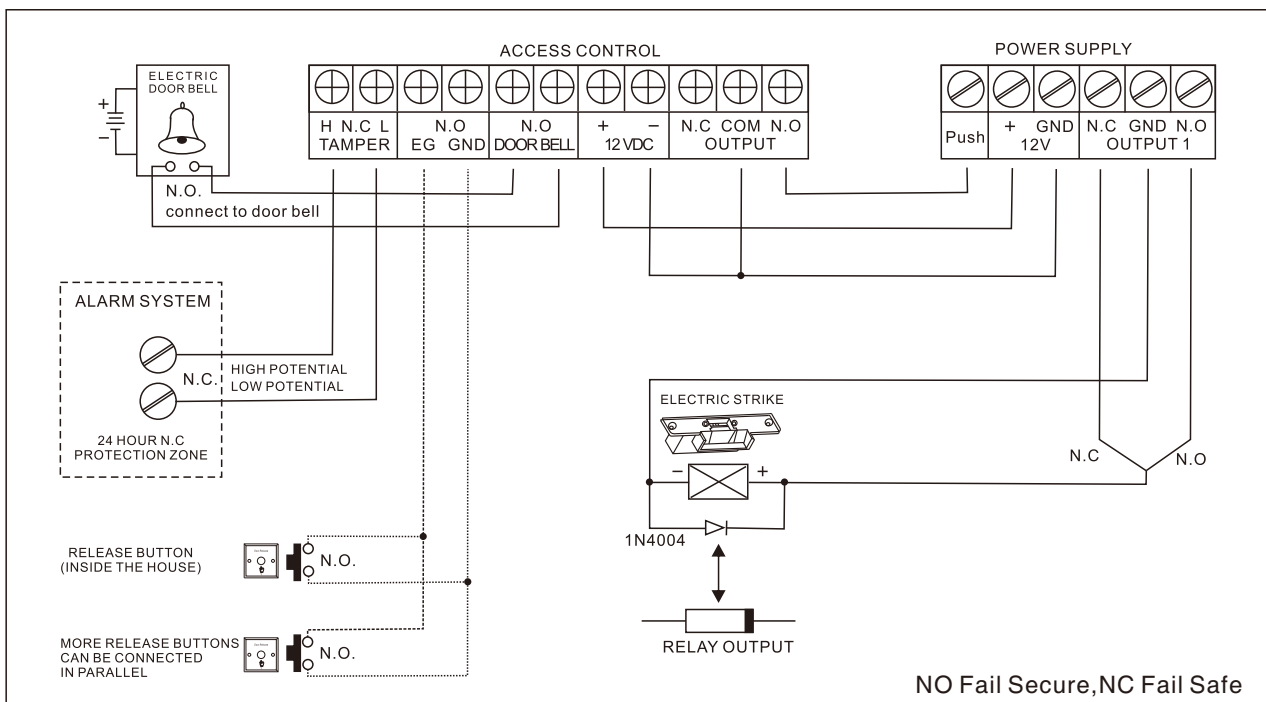 ACCESS CONTROL
POWER SUPPLY
ELECTRIC
DOOR BELL
+
−
H N.C L
TAMPER
N.O
EG GND
N.O
DOOR BELL
+ −
12 VDC
N.C COM N.O
OUTPUT
Push
+ GND
12V
N.C GND N.O
OUTPUT 1
N.O.
connect to door bell
ALARM SYSTEM
N.C.
HIGH POTENTIAL
LOW POTENTIAL
24 HOUR N.C
PROTECTION ZONE
ELECTRIC STRIKE
− +
1N4004
N.C
N.O
RELAY OUTPUT
RELEASE BUTTON
(INSIDE THE HOUSE)
N.O.
MORE RELEASE BUTTONS
CAN BE CONNECTED
IN PARALLEL
N.O.
NO Fail Secure,NC Fail Safe